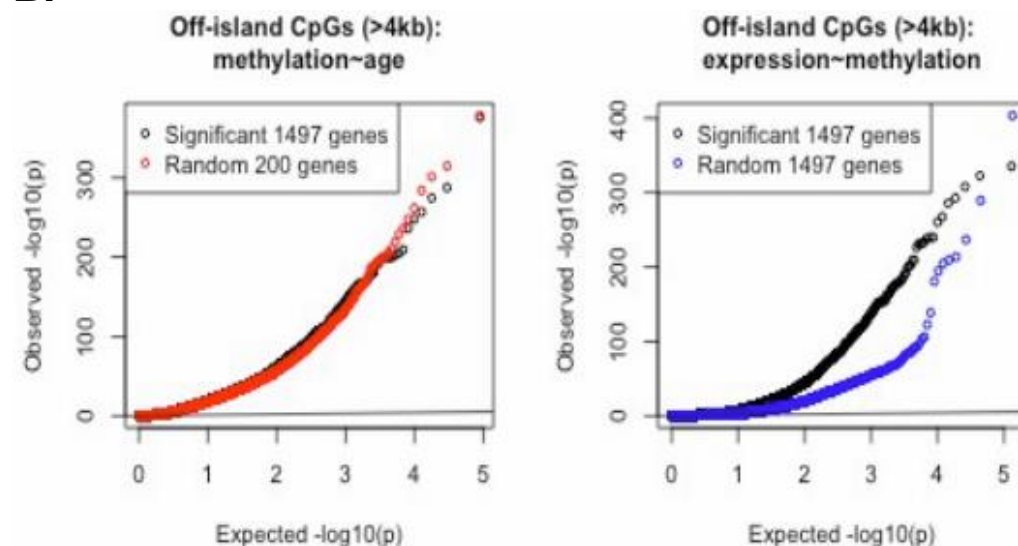 Off-island CpGs (>4kb):
methylation~age
Significant 1497 genes
Random 200 genes
Observed -log10(p)
0 100 200 300
0 1 2 3 4 5
Expected -log10(p)
Off-island CpGs (>4kb):
expression~methylation
Significant 1497 genes
Random 1497 genes
Observed -log10(p)
0 100 200 300 400
0 1 2 3 4 5
Expected -log10(p)